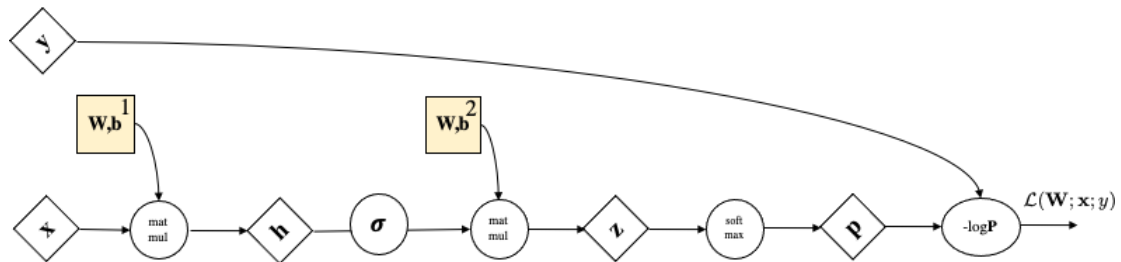 y
W,b¹
W,b²
x
mat
mul
h
σ
mat
mul
z
soft
max
p
-logP
ℒ(W; x; y)